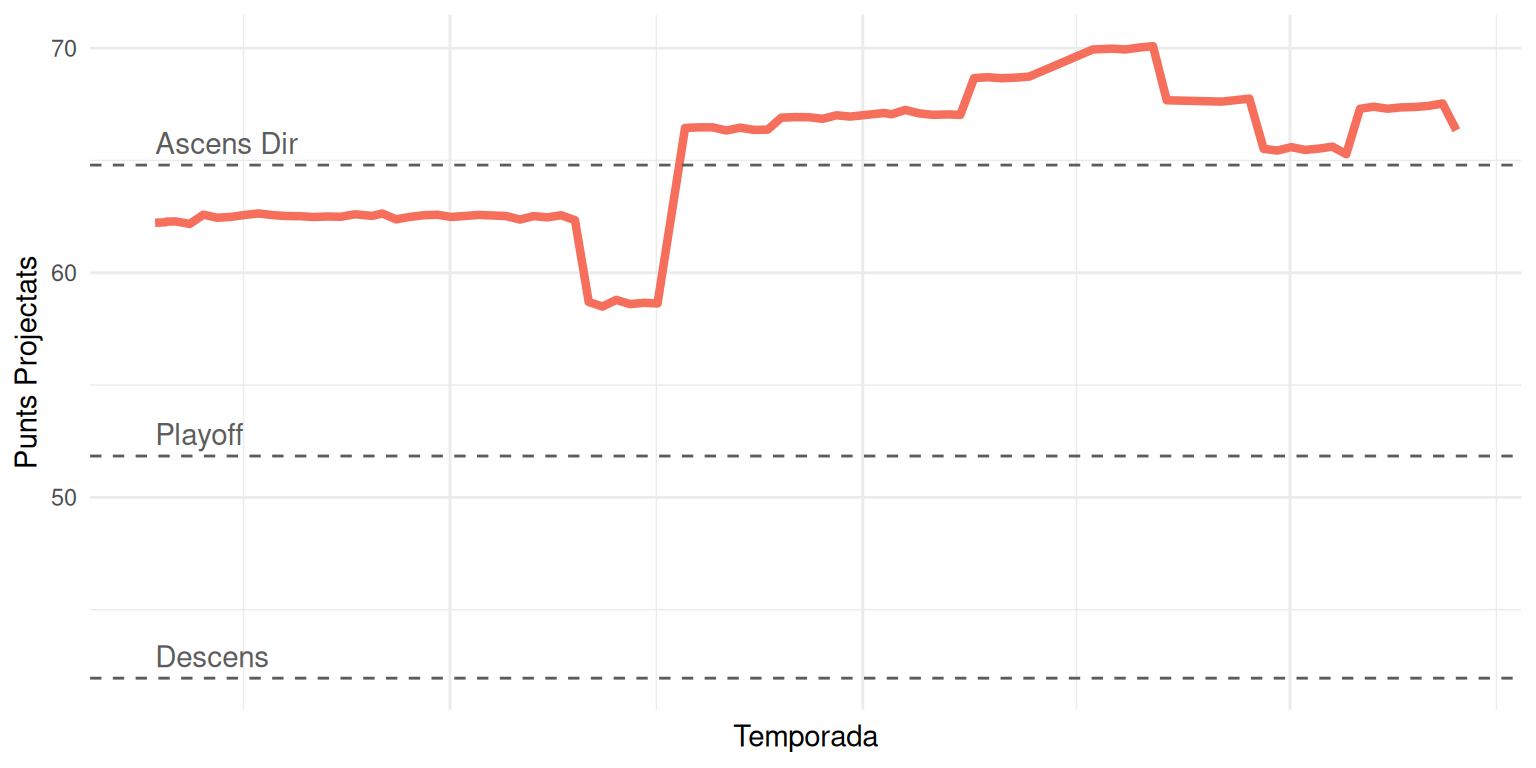 70
Ascens Dir
60
Playoff
50
Descens
Punts Projectats
Temporada